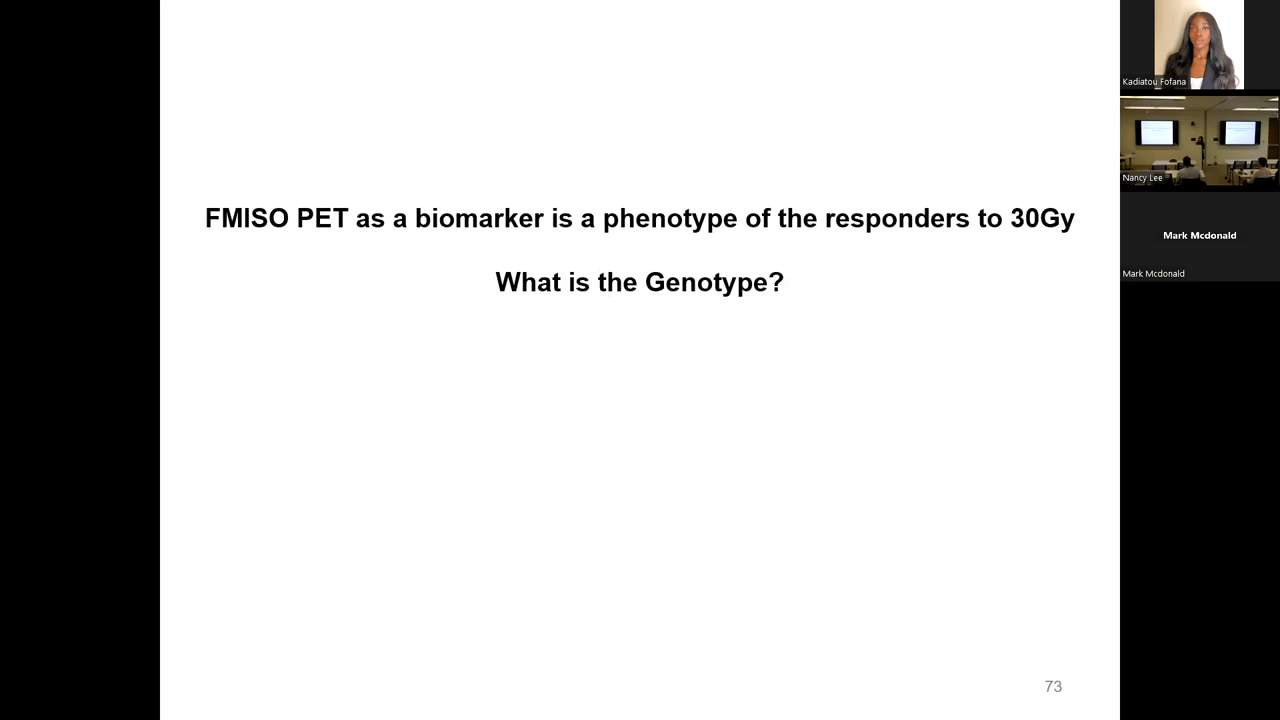 FMISO PET as a biomarker is a phenotype of the responders to 30Gy
What is the Genotype?
73
Kadiatou Fofana
Nancy Lee
Mark Mcdonald
Mark Mcdonald